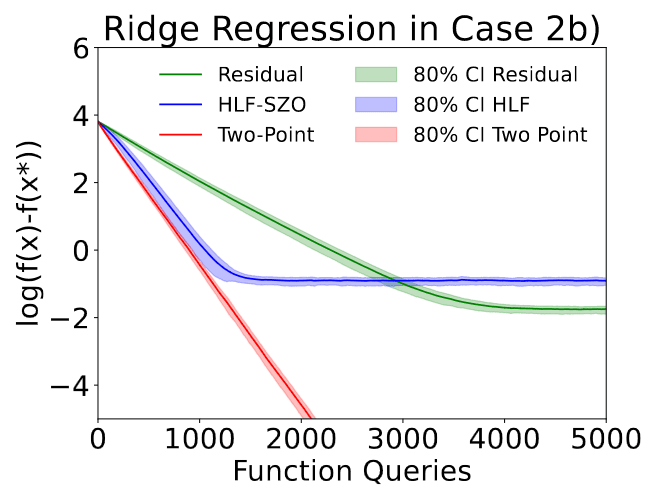 Ridge Regression in Case 2b)
6
4
2
0
−2
−4
log(f(x)-f(x*))
Residual
HLF-SZO
Two-Point
80% CI Residual
80% CI HLF
80% CI Two Point
0 1000 2000 3000 4000 5000
Function Queries